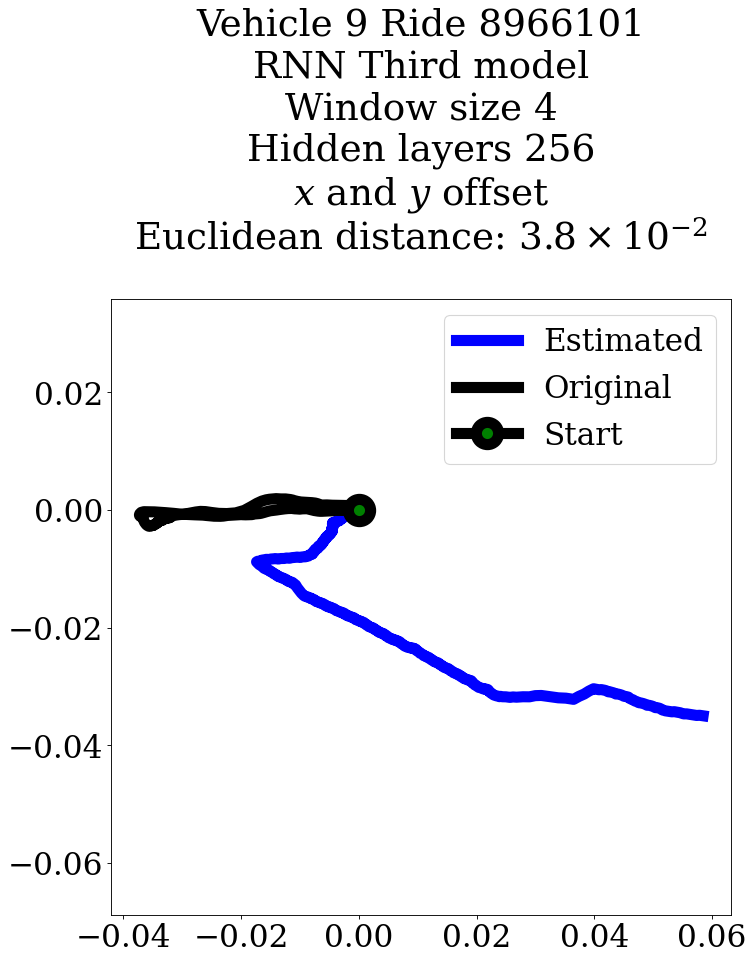 Vehicle 9 Ride 8966101
RNN Third model
Window size 4
Hidden layers 256
x and y offset
Euclidean distance: 3.8 × 10⁻²
Estimated
Original
Start
0.02
0.00
−0.02
−0.04
−0.06
−0.04 −0.02 0.00 0.02 0.04 0.06